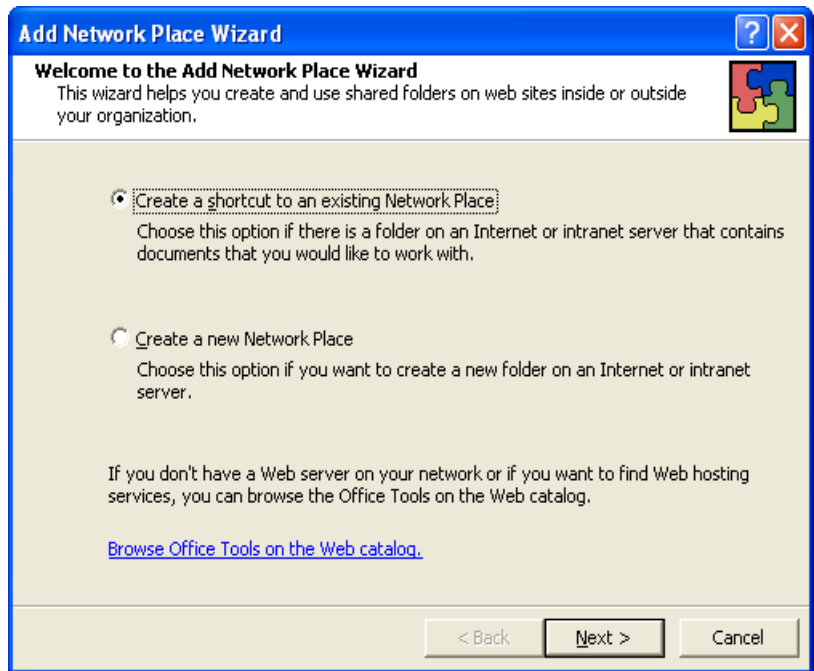 Add Network Place Wizard
?
Welcome to the Add Network Place Wizard
This wizard helps you create and use shared folders on web sites inside or outside
your organization.
Create a shortcut to an existing Network Place
Choose this option if there is a folder on an Internet or intranet server that contains
documents that you would like to work with.
Create a new Network Place
Choose this option if you want to create a new folder on an Internet or intranet
server.
If you don't have a Web server on your network or if you want to find Web hosting
services, you can browse the Office Tools on the Web catalog.
Browse Office Tools on the Web catalog.
< Back Next > Cancel